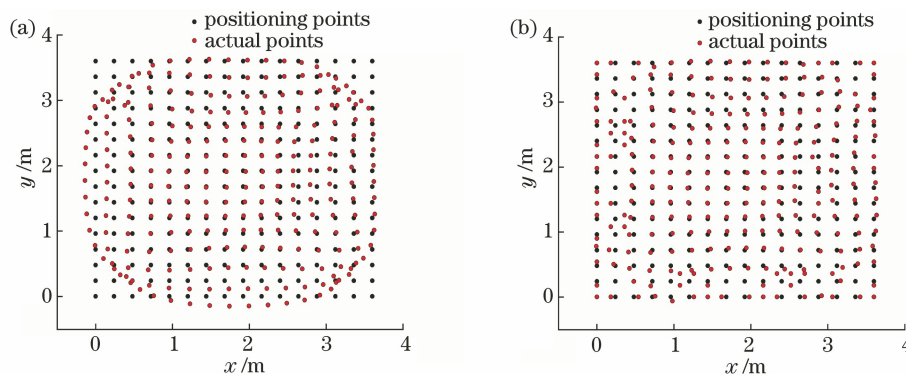 (a)
positioning points
actual points
4
3
2
1
0
y/m
0
1
2
3
4
x/m
(b)
positioning points
actual points
4
3
2
1
0
y/m
0
1
2
3
4
x/m